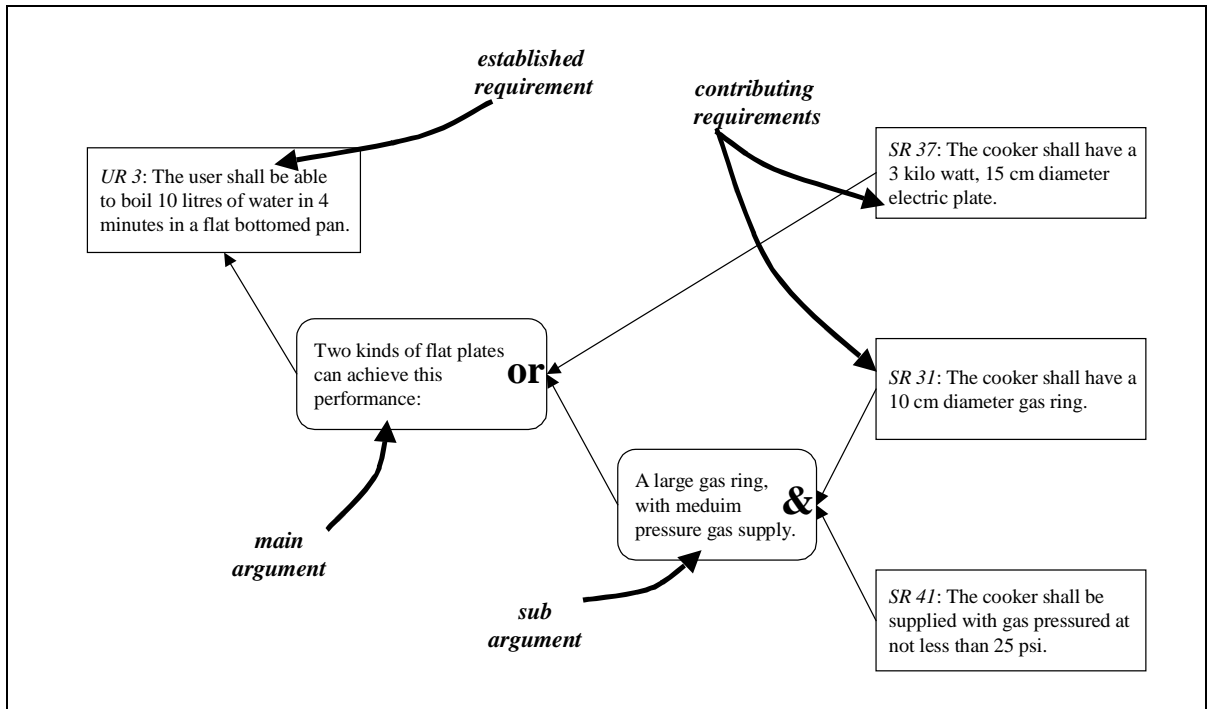 established
requirement
contributing
requirements
UR 3: The user shall be able
to boil 10 litres of water in 4
minutes in a flat bottomed pan.
SR 37: The cooker shall have a
3 kilo watt, 15 cm diameter
electric plate.
Two kinds of flat plates
can achieve this
performance:
or
SR 31: The cooker shall have a
10 cm diameter gas ring.
A large gas ring,
with meduim
pressure gas supply.
&
main
argument
sub
argument
SR 41: The cooker shall be
supplied with gas pressured at
not less than 25 psi.